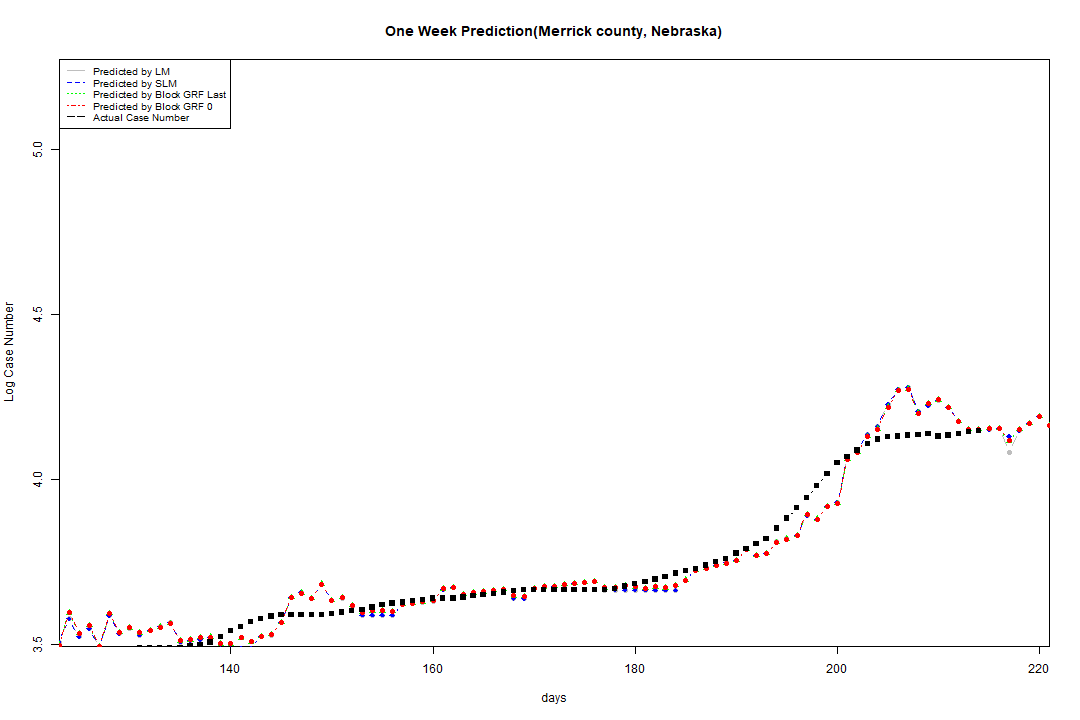 One Week Prediction(Merrick county, Nebraska)
Predicted by LM
Predicted by SLM
Predicted by Block GRF Last
Predicted by Block GRF 0
Actual Case Number
5.0
4.5
4.0
3.5
Log Case Number
140 160 180 200 220
days